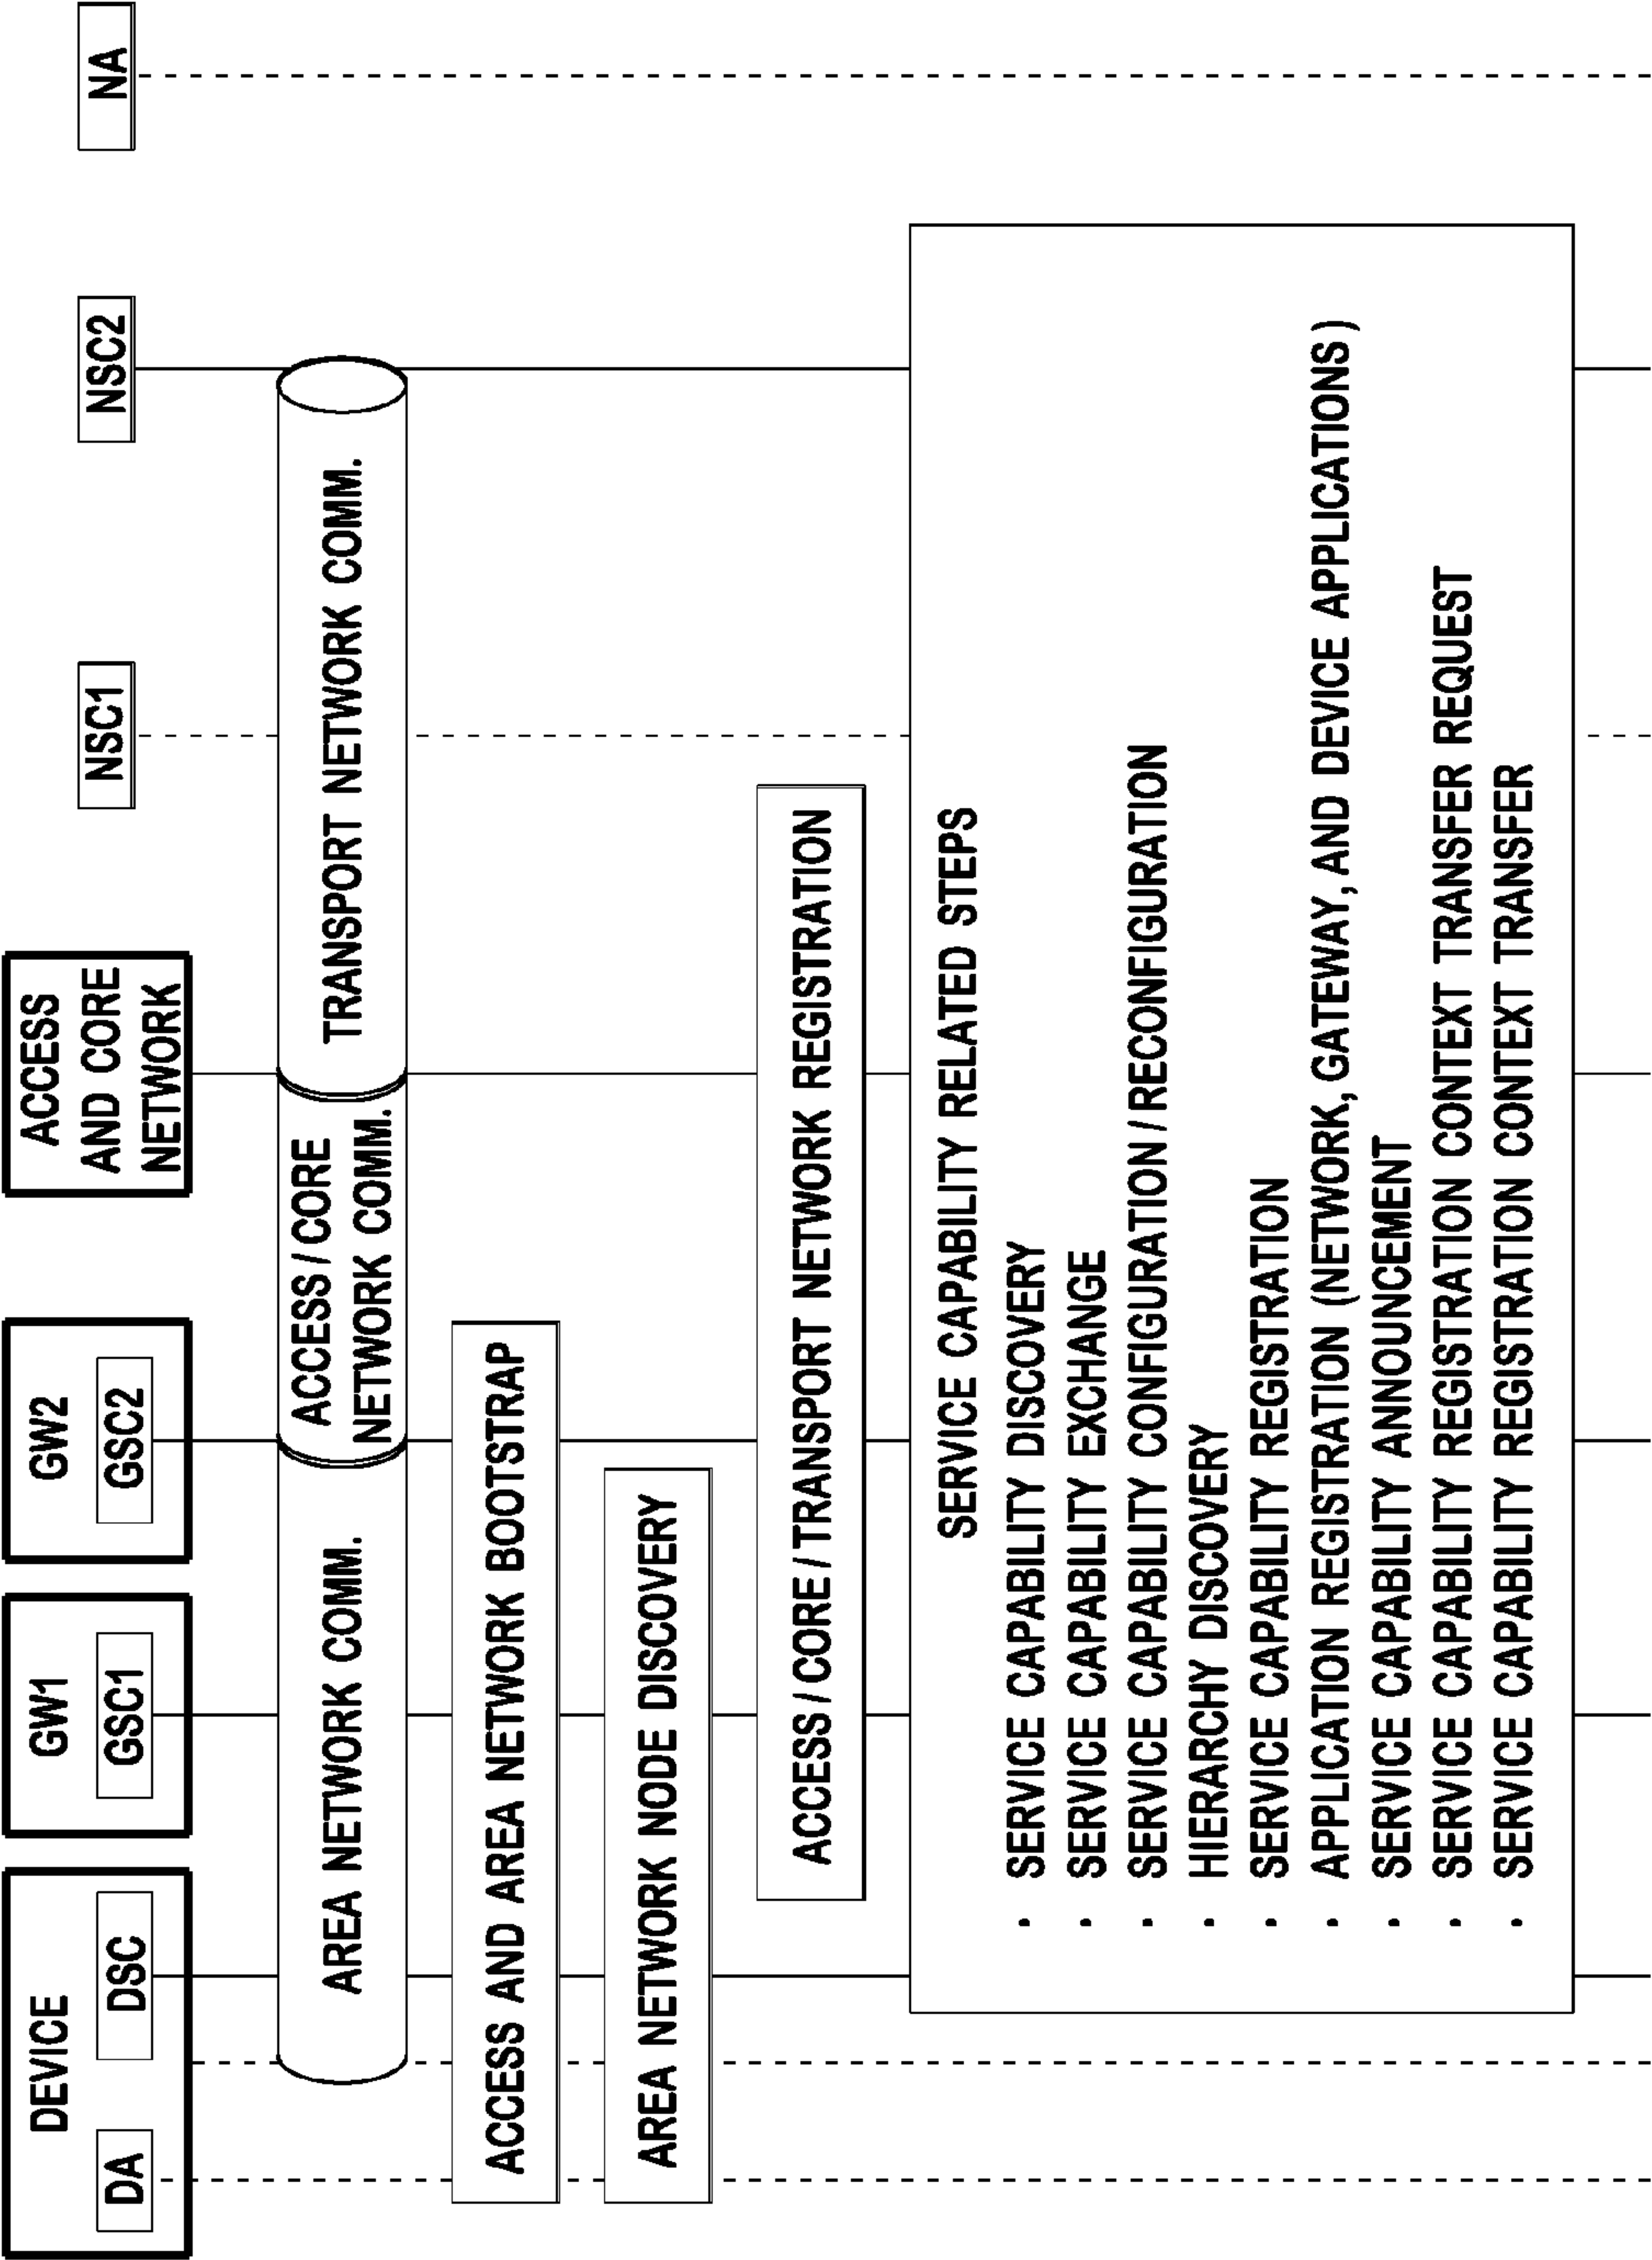 DEVICE
DA
DSC
GW1
GSC1
GW2
GSC2
ACCESS
AND CORE
NETWORK
NSC1
NSC2
NA
AREA NETWORK COMM.
ACCESS/CORE
NETWORK COMM.
TRANSPORT NETWORK COMM.
ACCESS AND AREA NETWORK BOOTSTRAP
AREA NETWORK NODE DISCOVERY
ACCESS/CORE/TRANSPORT NETWORK REGISTRATION
SERVICE CAPABILITY RELATED STEPS
• SERVICE CAPABILITY DISCOVERY
• SERVICE CAPABILITY EXCHANGE
• SERVICE CAPABILITY CONFIGURATION/RECONFIGURATION
• HIERARCHY DISCOVERY
• SERVICE CAPABILITY REGISTRATION
• APPLICATION REGISTRATION (NETWORK, GATEWAY, AND DEVICE APPLICATIONS)
• SERVICE CAPABILITY ANNOUNCEMENT
• SERVICE CAPABILITY REGISTRATION CONTEXT TRANSFER REQUEST
• SERVICE CAPABILITY REGISTRATION CONTEXT TRANSFER